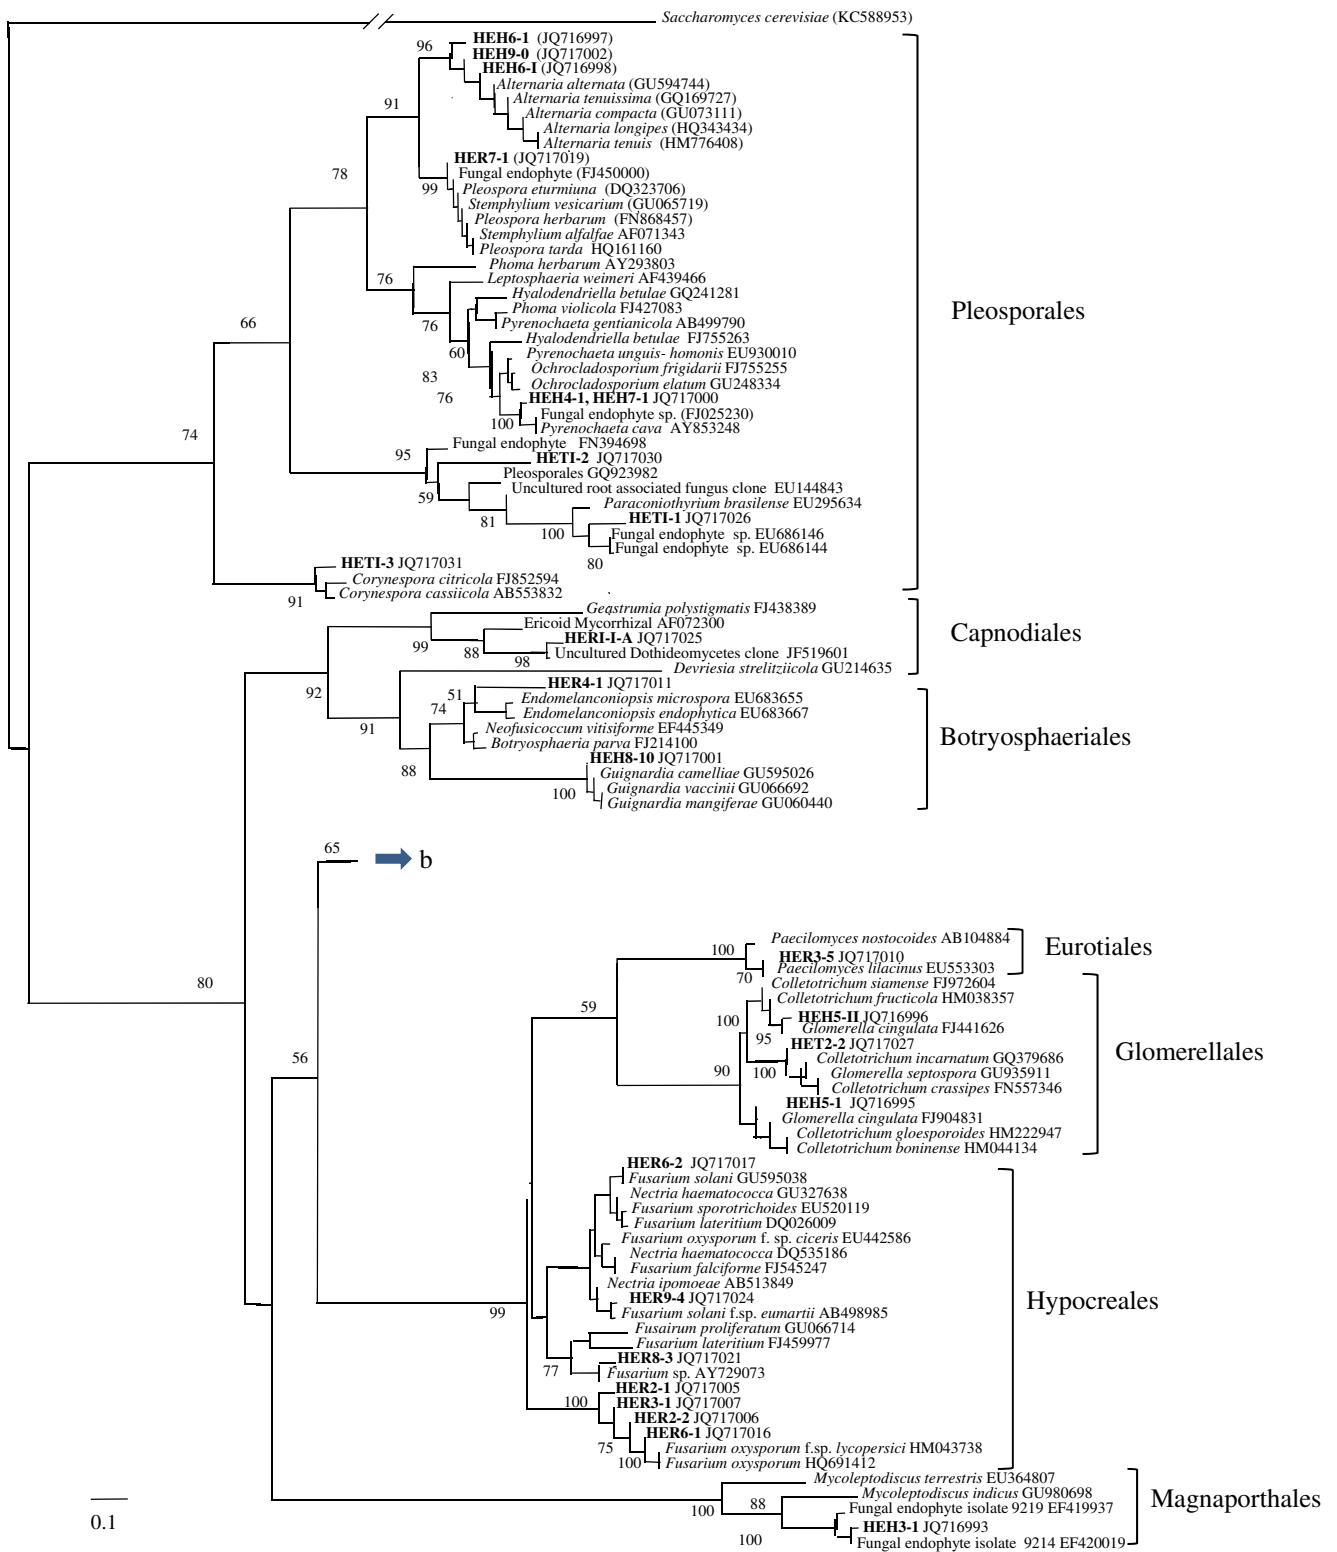 Saccharomyces cerevisiae (KC588953)
96
HEH6-1 (JQ716997)
HEH9-0 (JQ717002)
HEH6-I (JQ716998)
Alternaria alternata (GU594744)
Alternaria tenuissima (GQ169727)
91
Alternaria compacta (GU073111)
Alternaria longipes (HQ343434)
Alternaria tenuis (HM776408)
HER7-1 (JQ717019)
78
Fungal endophyte (FJ450000)
99
Pleospora eturmiuna (DQ323706)
Stemphylium vesicarium (GU065719)
Pleospora herbarum (FN868457)
Stemphylium alfalfae AF071343
Pleospora tarda HQ161160
Phoma herbarum AY293803
76
Leptosphaeria weimeri AF439466
Hyalodendriella betulae GQ241281
Phoma violicola FJ427083
Pleosporales
66
76
Pyrenochaeta gentianicola AB499790
Hyalodendriella betulae FJ755263
60
Pyrenochaeta unguis- homonis EU930010
Ochrocladosporium frigidarii FJ755255
83
Ochrocladosporium elatum GU248334
76
HEH4-1, HEH7-1 JQ717000
Fungal endophyte sp. (FJ025230)
100
Pyrenochaeta cava AY853248
74
Fungal endophyte FN394698
95
HETI-2 JQ717030
Pleosporales GQ923982
Uncultured root associated fungus clone EU144843
59
Paraconiothyrium brasilense EU295634
81
HETI-1 JQ717026
100
Fungal endophyte sp. EU686146
Fungal endophyte sp. EU686144
80
HETI-3 JQ717031
Corynespora citricola FJ852594
Corynespora cassiicola AB553832
91
Geastrumia polystigmatis FJ438389
Ericoid Mycorrhizal AF072300
Capnodiales
HERI-I-A JQ717025
99
88
Uncultured Dothideomycetes clone JF519601
98
Devriesia strelitziicola GU214635
92
HER4-1 JQ717011
51
Endomelanconiopsis microspora EU683655
74
Endomelanconiopsis endophytica EU683667
91
Neofusicoccum vitisiforme EF445349
Botryosphaeriales
Botryosphaeria parva FJ214100
HEH8-10 JQ717001
88
Guignardia camelliae GU595026
Guignardia vaccinii GU066692
100
Guignardia mangiferae GU060440
65
b
Paecilomyces nostocoides AB104884
100
Eurotiales
HER3-5 JQ717010
Paecilomyces lilacinus EU553303
70
80
Colletotrichum siamense FJ972604
Colletotrichum fructicola HM038357
59
HEH5-II JQ716996
100
Glomerella cingulata FJ441626
95
HET2-2 JQ717027
Glomerellales
56
Colletotrichum incarnatum GQ379686
90
100
Glomerella septospora GU935911
Colletotrichum crassipes FN557346
HEH5-1 JQ716995
Glomerella cingulata FJ904831
Colletotrichum gloesporoides HM222947
Colletotrichum boninense HM044134
HER6-2 JQ717017
Fusarium solani GU595038
Nectria haematococca GU327638
Fusarium sporotrichoides EU520119
Fusarium lateritium DQ026009
Fusarium oxysporum f. sp. ciceris EU442586
Nectria haematococca DQ535186
Fusarium falciforme FJ545247
Nectria ipomoeae AB513849
HER9-4 JQ717024
Hypocreales
99
Fusarium solani f.sp. eumartii AB498985
Fusairum proliferatum GU066714
Fusarium lateritium FJ459977
HER8-3 JQ717021
77
Fusarium sp. AY729073
HER2-1 JQ717005
100
HER3-1 JQ717007
HER2-2 JQ717006
HER6-1 JQ717016
75
Fusarium oxysporum f.sp. lycopersici HM043738
100
Fusarium oxysporum HQ691412
Mycoleptodiscus terrestris EU364807
Mycoleptodiscus indicus GU980698
Magnaporthales
100
88
Fungal endophyte isolate 9219 EF419937
0.1
HEH3-1 JQ716993
100
Fungal endophyte isolate 9214 EF420019